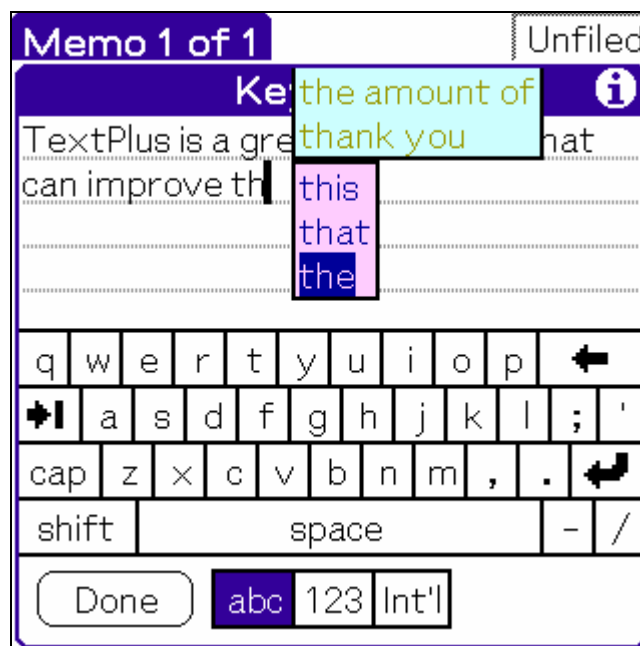 Memo 1 of 1
Unfiled
Ke
the amount of
thank you
TextPlus is a gre
hat
can improve th
this
that
the
q w e r t y u i o p
a s d f g h j k l ; '
cap z x c v b n m , .
shift space - /
Done abc 123 Int'l